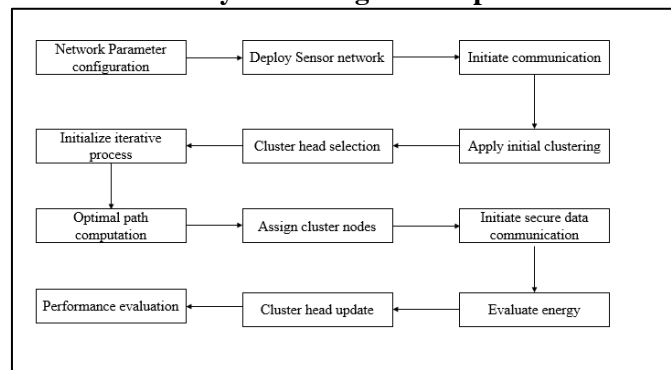 Network Parameter
configuration
Deploy Sensor network
Initiate communication
Initialize iterative
process
Cluster head selection
Apply initial clustering
Optimal path
computation
Assign cluster nodes
Initiate secure data
communication
Performance evaluation
Cluster head update
Evaluate energy